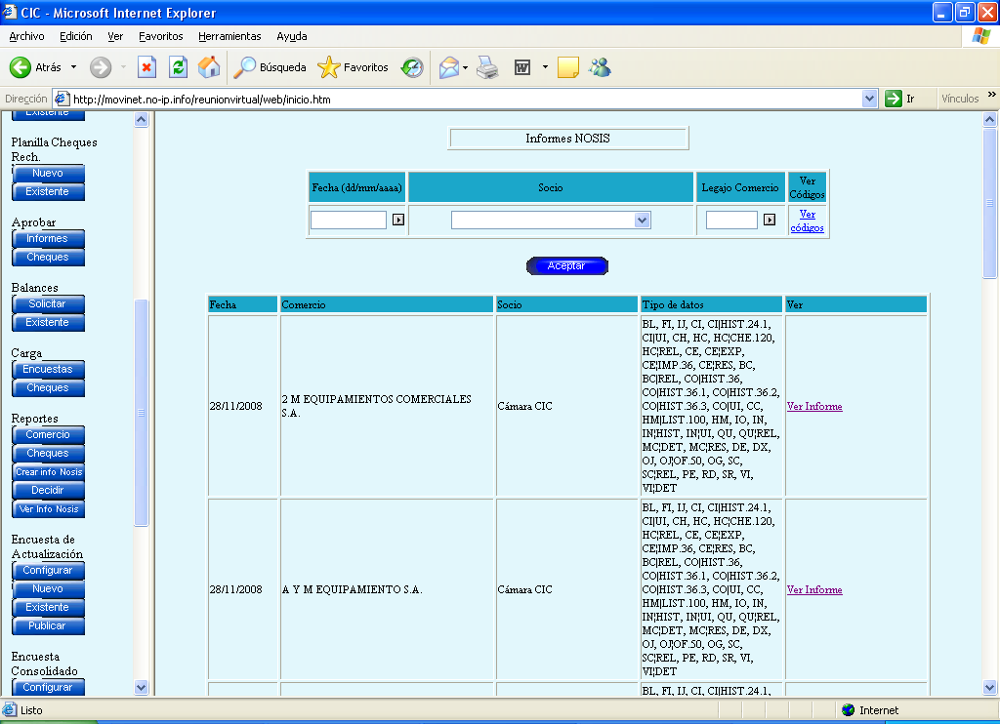 CIC - Microsoft Internet Explorer
Archivo Edición Ver Favoritos Herramientas Ayuda
Atrás Búsqueda Favoritos
Dirección http://movinet.no-ip.info/reunionvirtual/web/inicio.htm Ir Vínculos »
Existente
Planilla Cheques
Rech.
Nuevo
Existente
Aprobar
Informes
Cheques
Balances
Solicitar
Existente
Carga
Encuestas
Cheques
Reportes
Comercio
Cheques
Crear info Nosis
Decidir
Ver Info Nosis
Encuesta de
Actualización
Configurar
Nuevo
Existente
Publicar
Encuesta
Consolidado
Configurar
Informes NOSIS
Fecha (dd/mm/aaaa) Socio Legajo Comercio Ver
Códigos
Ver
códigos
Aceptar
Fecha Comercio Socio Tipo de datos Ver
28/11/2008 2 M EQUIPAMIENTOS COMERCIALES
S.A.
Cámara CIC
BL, FI, IJ, CI, CI|HIST.24.1,
CI|UI, CH, HC, HC|CHE.120,
HC|REL, CE, CE|EXP,
CE|IMP.36, CE|RES, BC,
BC|REL, CO|HIST.36,
CO|HIST.36.1, CO|HIST.36.2,
CO|HIST.36.3, CO|UI, CC,
HM|LIST.100, HM, IO, IN,
IN|HIST, IN|UI, QU, QU|REL,
MC|DET, MC|RES, DE, DX,
OJ, OJ|OF.50, OG, SC,
SC|REL, PE, RD, SR, VI,
VI|DET
Ver Informe
28/11/2008 A Y M EQUIPAMIENTO S.A. Cámara CIC
BL, FI, IJ, CI, CI|HIST.24.1,
CI|UI, CH, HC, HC|CHE.120,
HC|REL, CE, CE|EXP,
CE|IMP.36, CE|RES, BC,
BC|REL, CO|HIST.36,
CO|HIST.36.1, CO|HIST.36.2,
CO|HIST.36.3, CO|UI, CC,
HM|LIST.100, HM, IO, IN,
IN|HIST, IN|UI, QU, QU|REL,
MC|DET, MC|RES, DE, DX,
OJ, OJ|OF.50, OG, SC,
SC|REL, PE, RD, SR, VI,
VI|DET
Ver Informe
BL, FI, IJ, CI, CI|HIST.24.1,
Listo Internet